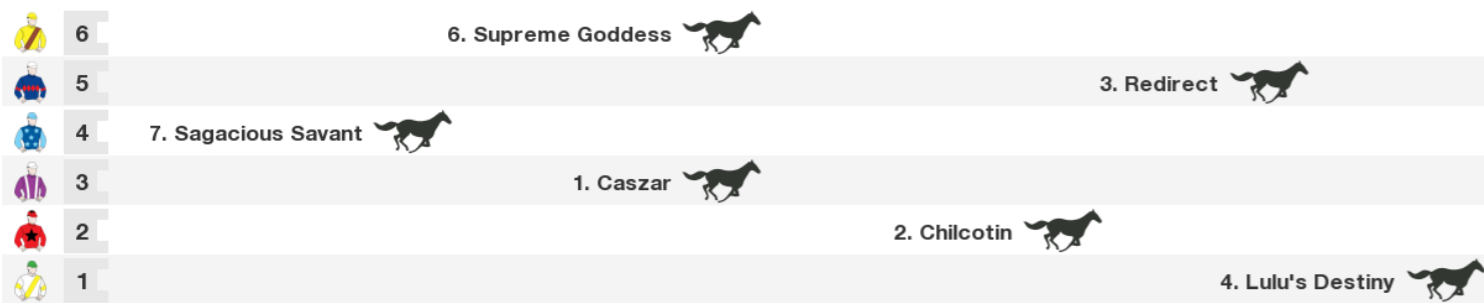 6 6. Supreme Goddess
5 3. Redirect
4 7. Sagacious Savant
3 1. Caszar
2 2. Chilcotin
1 4. Lulu's Destiny